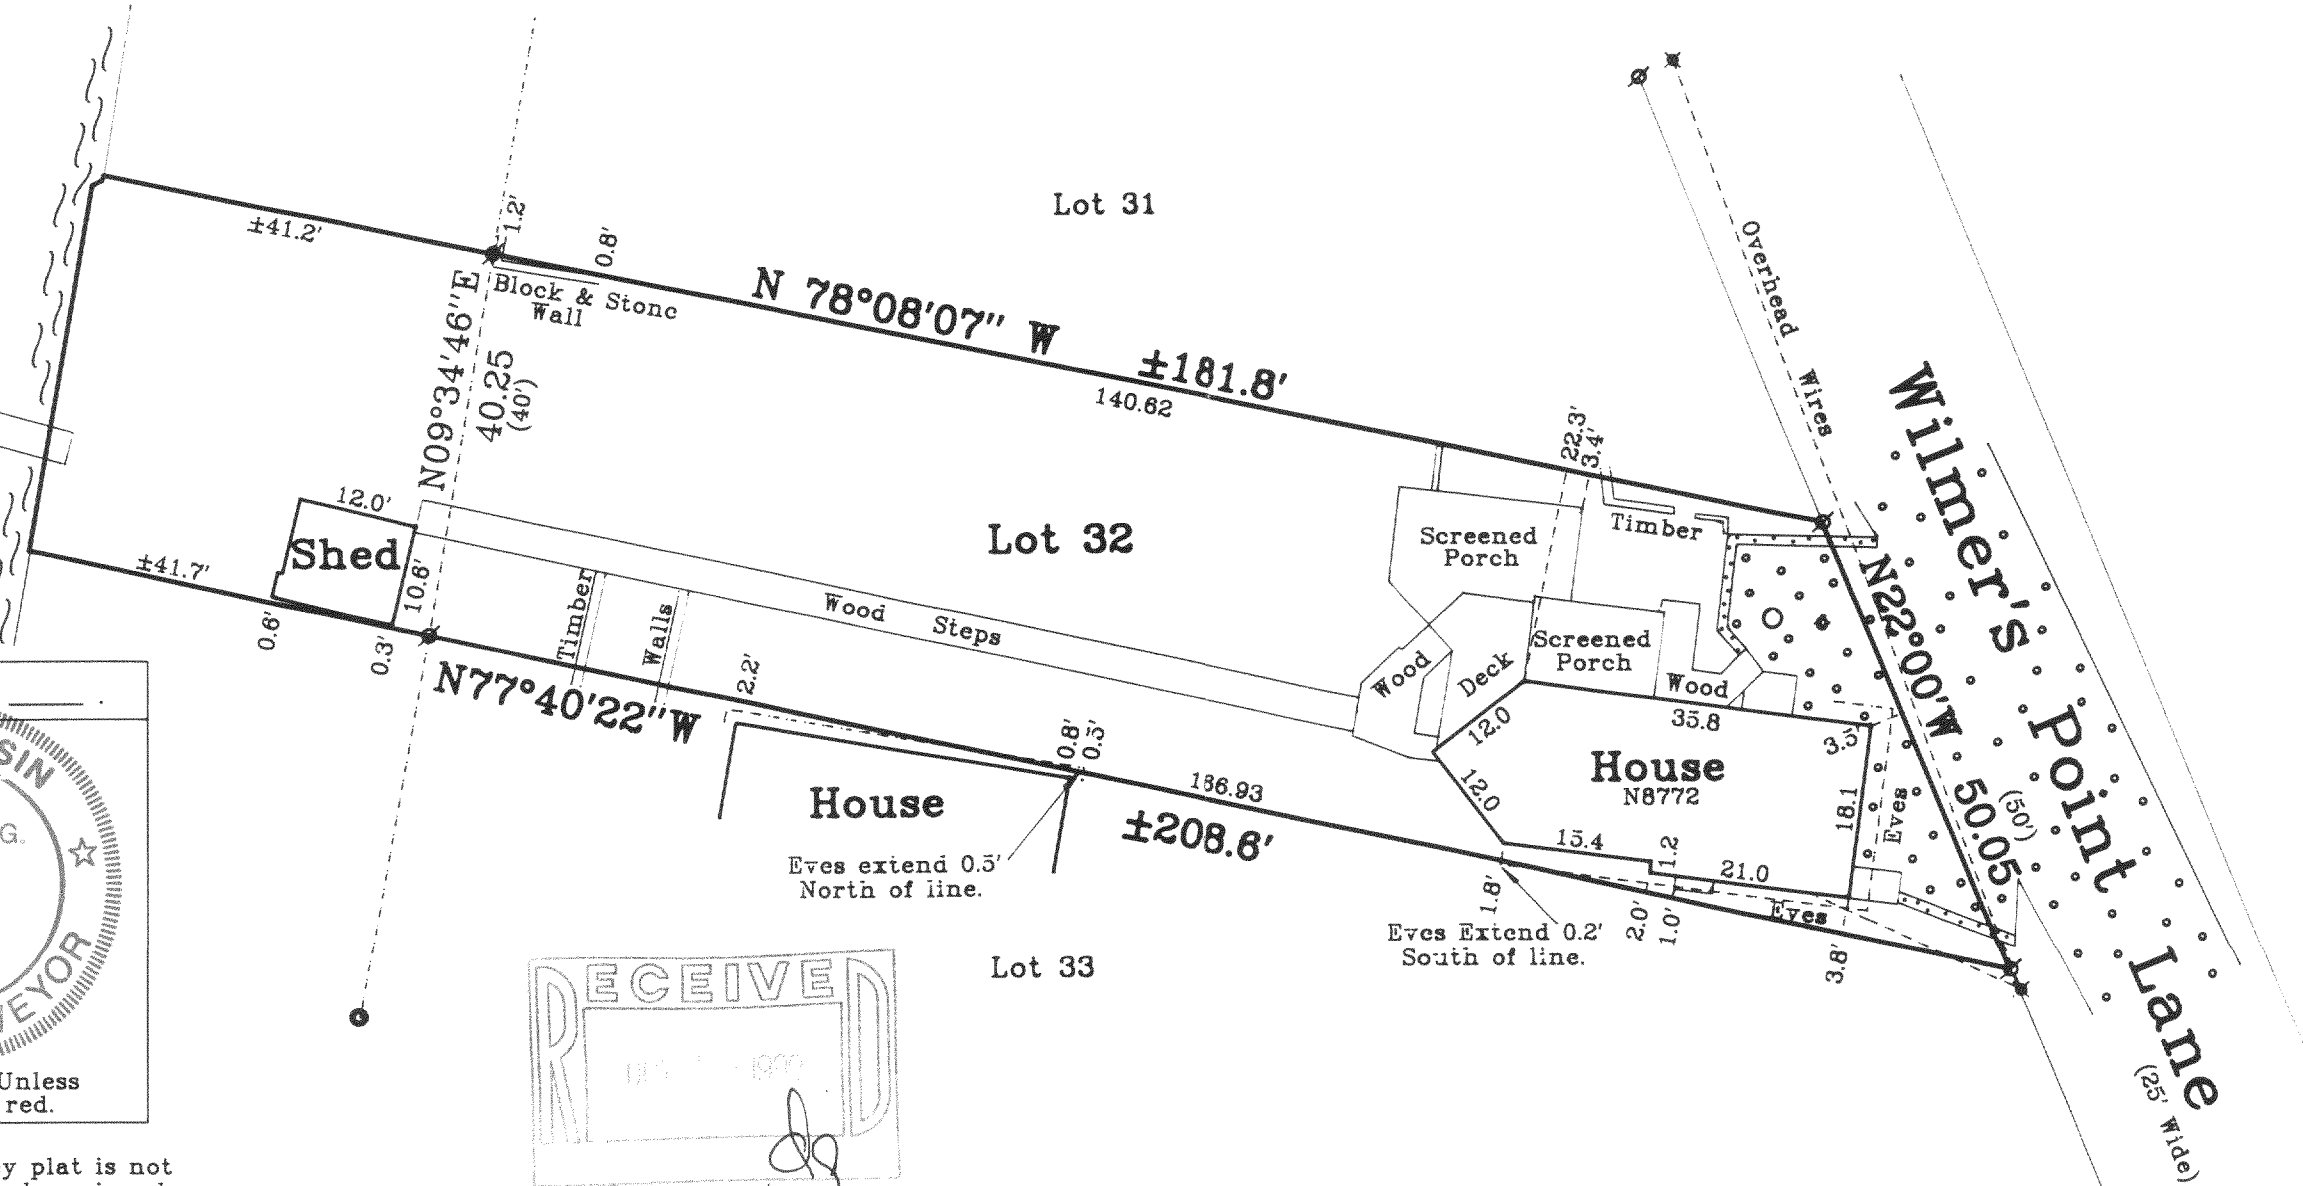 Lot 31
±41.2'
1.2'
0.8'
Block & Stone
Wall
N 78°08'07" W
±181.8'
140.62
N09°34'46"E
40.25
(40')
Overhead Wires
22.3'
3.4'
Timber
Screened
Porch
Wilmer's Point Lane
(25' Wide)
N22°00'W 50.05
(50')
Lot 32
12.0'
Shed
10.6'
±41.7'
0.6'
0.3'
Timber Walls
Wood Steps
Wood Deck
Screened
Porch
Wood
N77°40'22"W
2.2'
0.8'
0.5'
166.93
±208.6'
12.0
12.0
35.8
3.5'
House
N8772
18.1
Eves
15.4
1.2
21.0
Eves
1.8'
2.0'
1.0'
3.8'
House
Eves extend 0.5'
North of line.
Eves Extend 0.2'
South of line.
Lot 33
RECEIVED
SIN
G.
VEYOR
Unless
red.
y plat is not